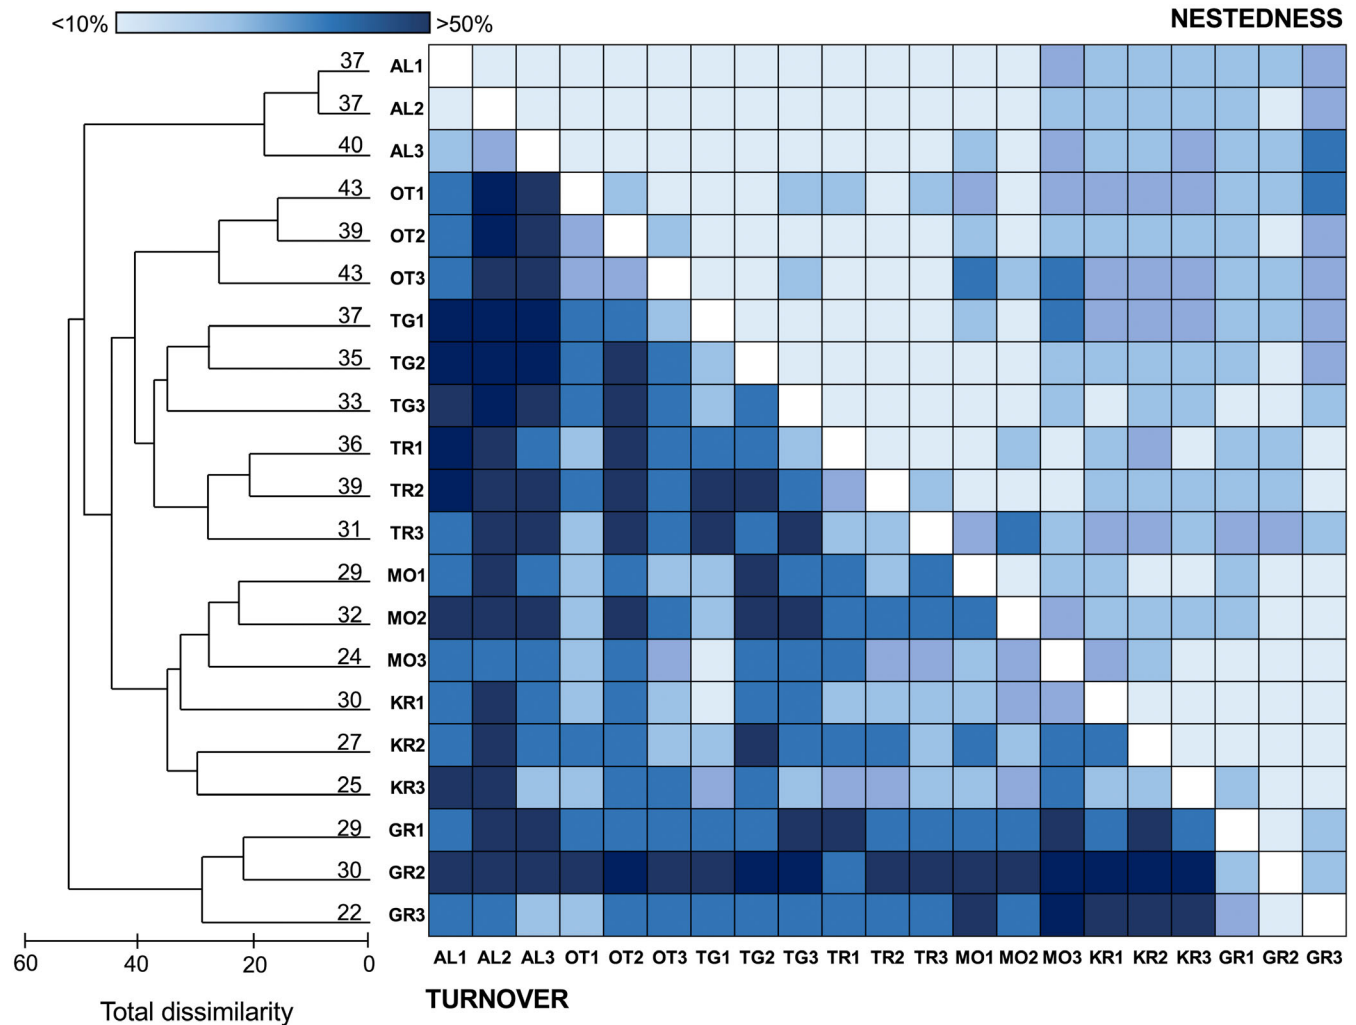 NESTEDNESS
<10% >50%
37 AL1
37 AL2
40 AL3
43 OT1
39 OT2
43 OT3
37 TG1
35 TG2
33 TG3
36 TR1
39 TR2
31 TR3
29 MO1
32 MO2
24 MO3
30 KR1
27 KR2
25 KR3
29 GR1
30 GR2
22 GR3
60 40 20 0 AL1 AL2 AL3 OT1 OT2 OT3 TG1 TG2 TG3 TR1 TR2 TR3 MO1 MO2 MO3 KR1 KR2 KR3 GR1 GR2 GR3
Total dissimilarity TURNOVER